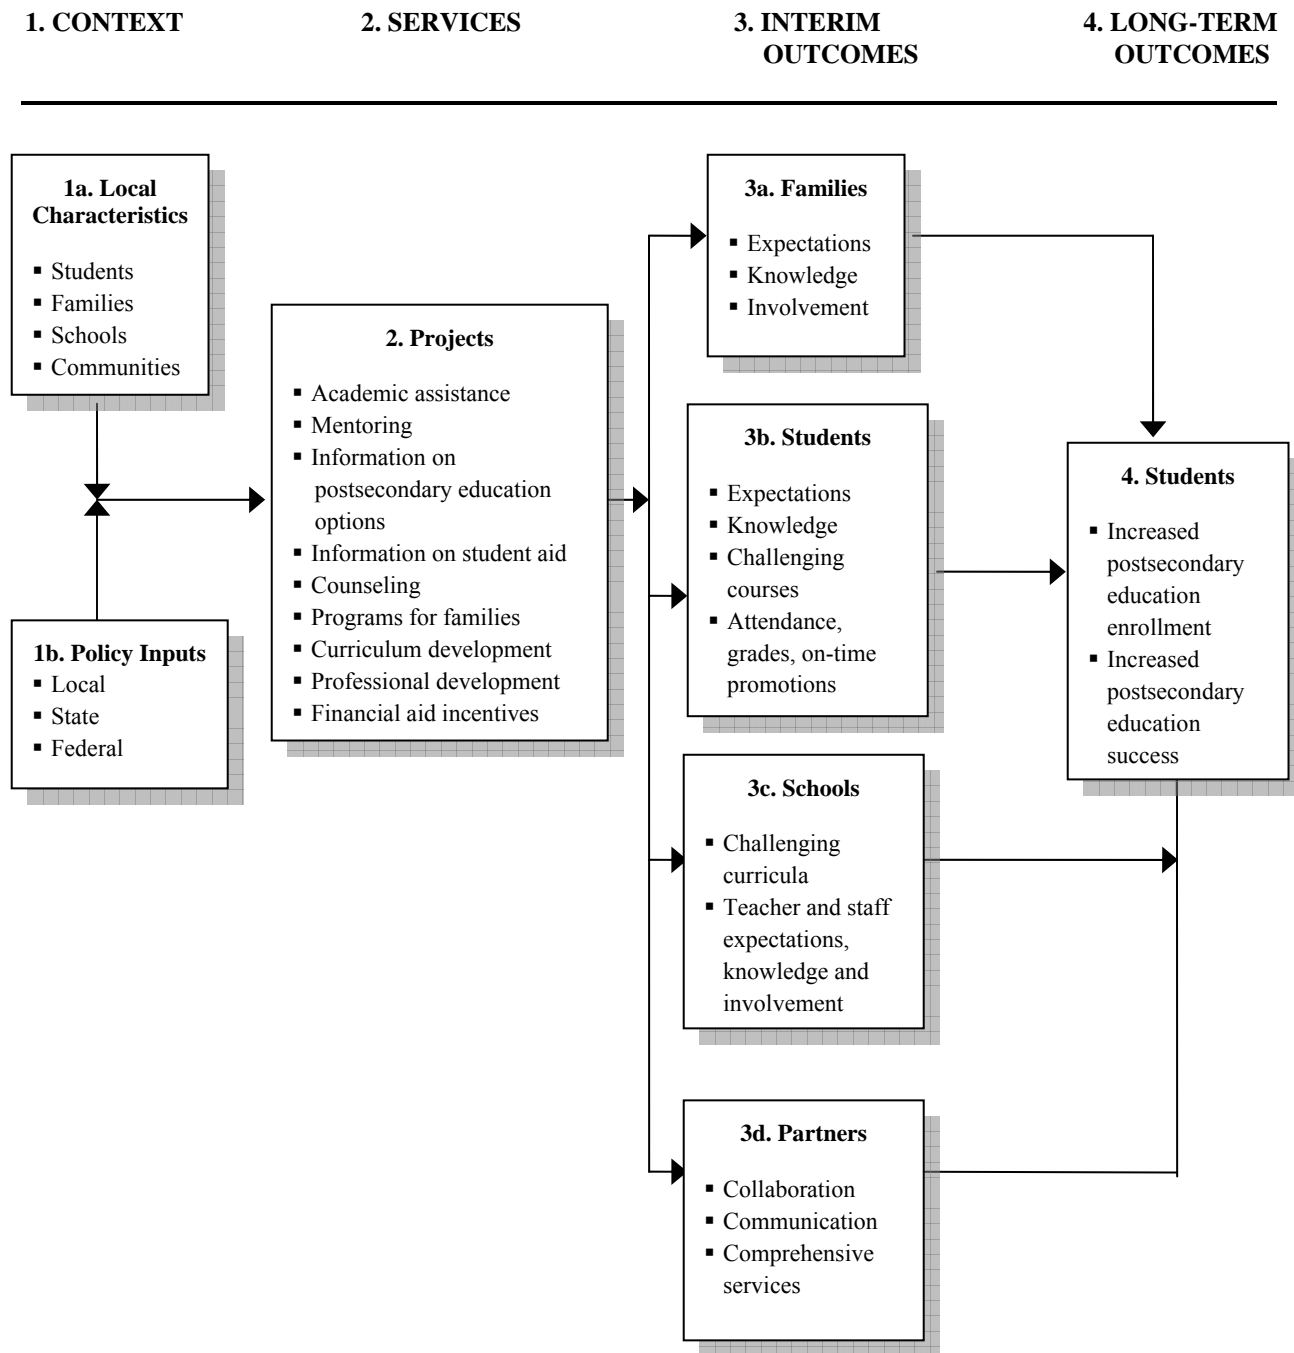 1. CONTEXT
2. SERVICES
3. INTERIM
OUTCOMES
4. LONG-TERM
OUTCOMES
1a. Local
Characteristics
▪ Students
▪ Families
▪ Schools
▪ Communities
1b. Policy Inputs
▪ Local
▪ State
▪ Federal
2. Projects
▪ Academic assistance
▪ Mentoring
▪ Information on
postsecondary education
options
▪ Information on student aid
▪ Counseling
▪ Programs for families
▪ Curriculum development
▪ Professional development
▪ Financial aid incentives
3a. Families
▪ Expectations
▪ Knowledge
▪ Involvement
3b. Students
▪ Expectations
▪ Knowledge
▪ Challenging
courses
▪ Attendance,
grades, on-time
promotions
3c. Schools
▪ Challenging
curricula
▪ Teacher and staff
expectations,
knowledge and
involvement
3d. Partners
▪ Collaboration
▪ Communication
▪ Comprehensive
services
4. Students
▪ Increased
postsecondary
education
enrollment
▪ Increased
postsecondary
education
success